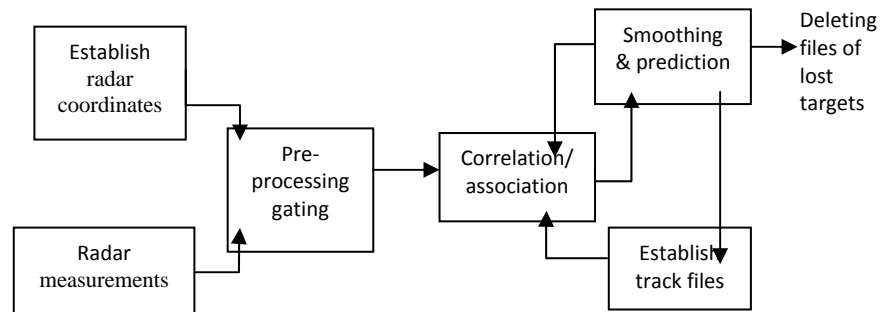 Establish
radar
coordinates
Radar
measurements
Pre-
processing
gating
Correlation/
association
Smoothing
& prediction
Establish
track files
Deleting
files of
lost
targets